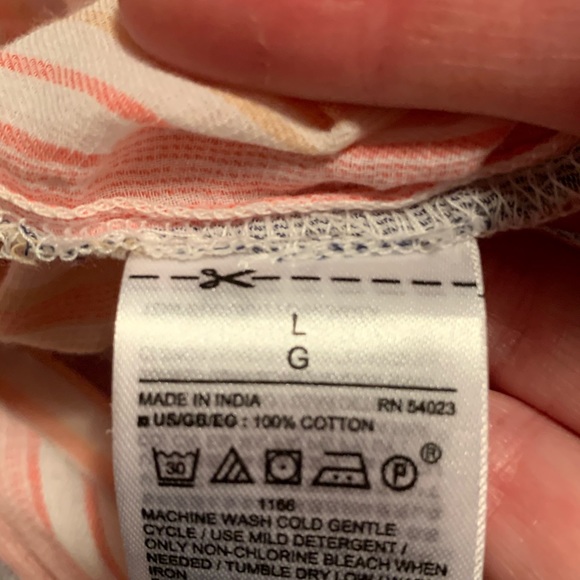 L
G
MADE IN INDIA RN 54023
US/GB/EG : 100% COTTON
30 P ®
1166
MACHINE WASH COLD GENTLE
CYCLE / USE MILD DETERGENT /
ONLY NON-CHLORINE BLEACH WHEN
NEEDED / TUMBLE DRY LOW
IRON